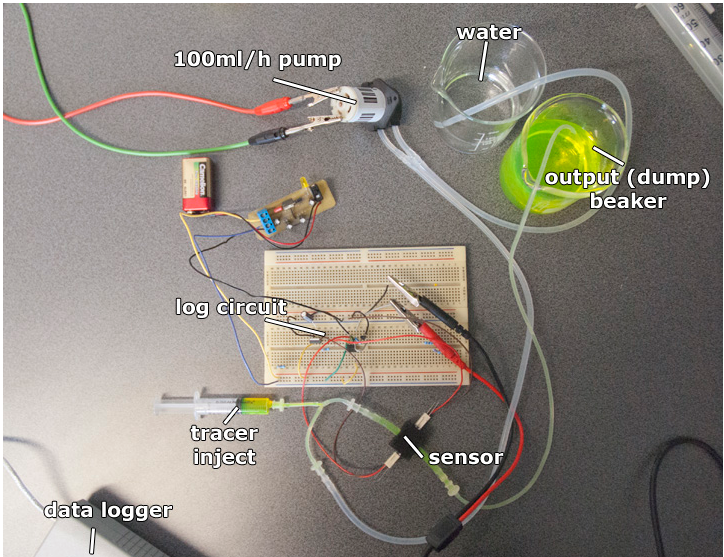 water
100ml/h pump
output (dump)
beaker
Camelion
log circuit
tracer
inject
sensor
data logger